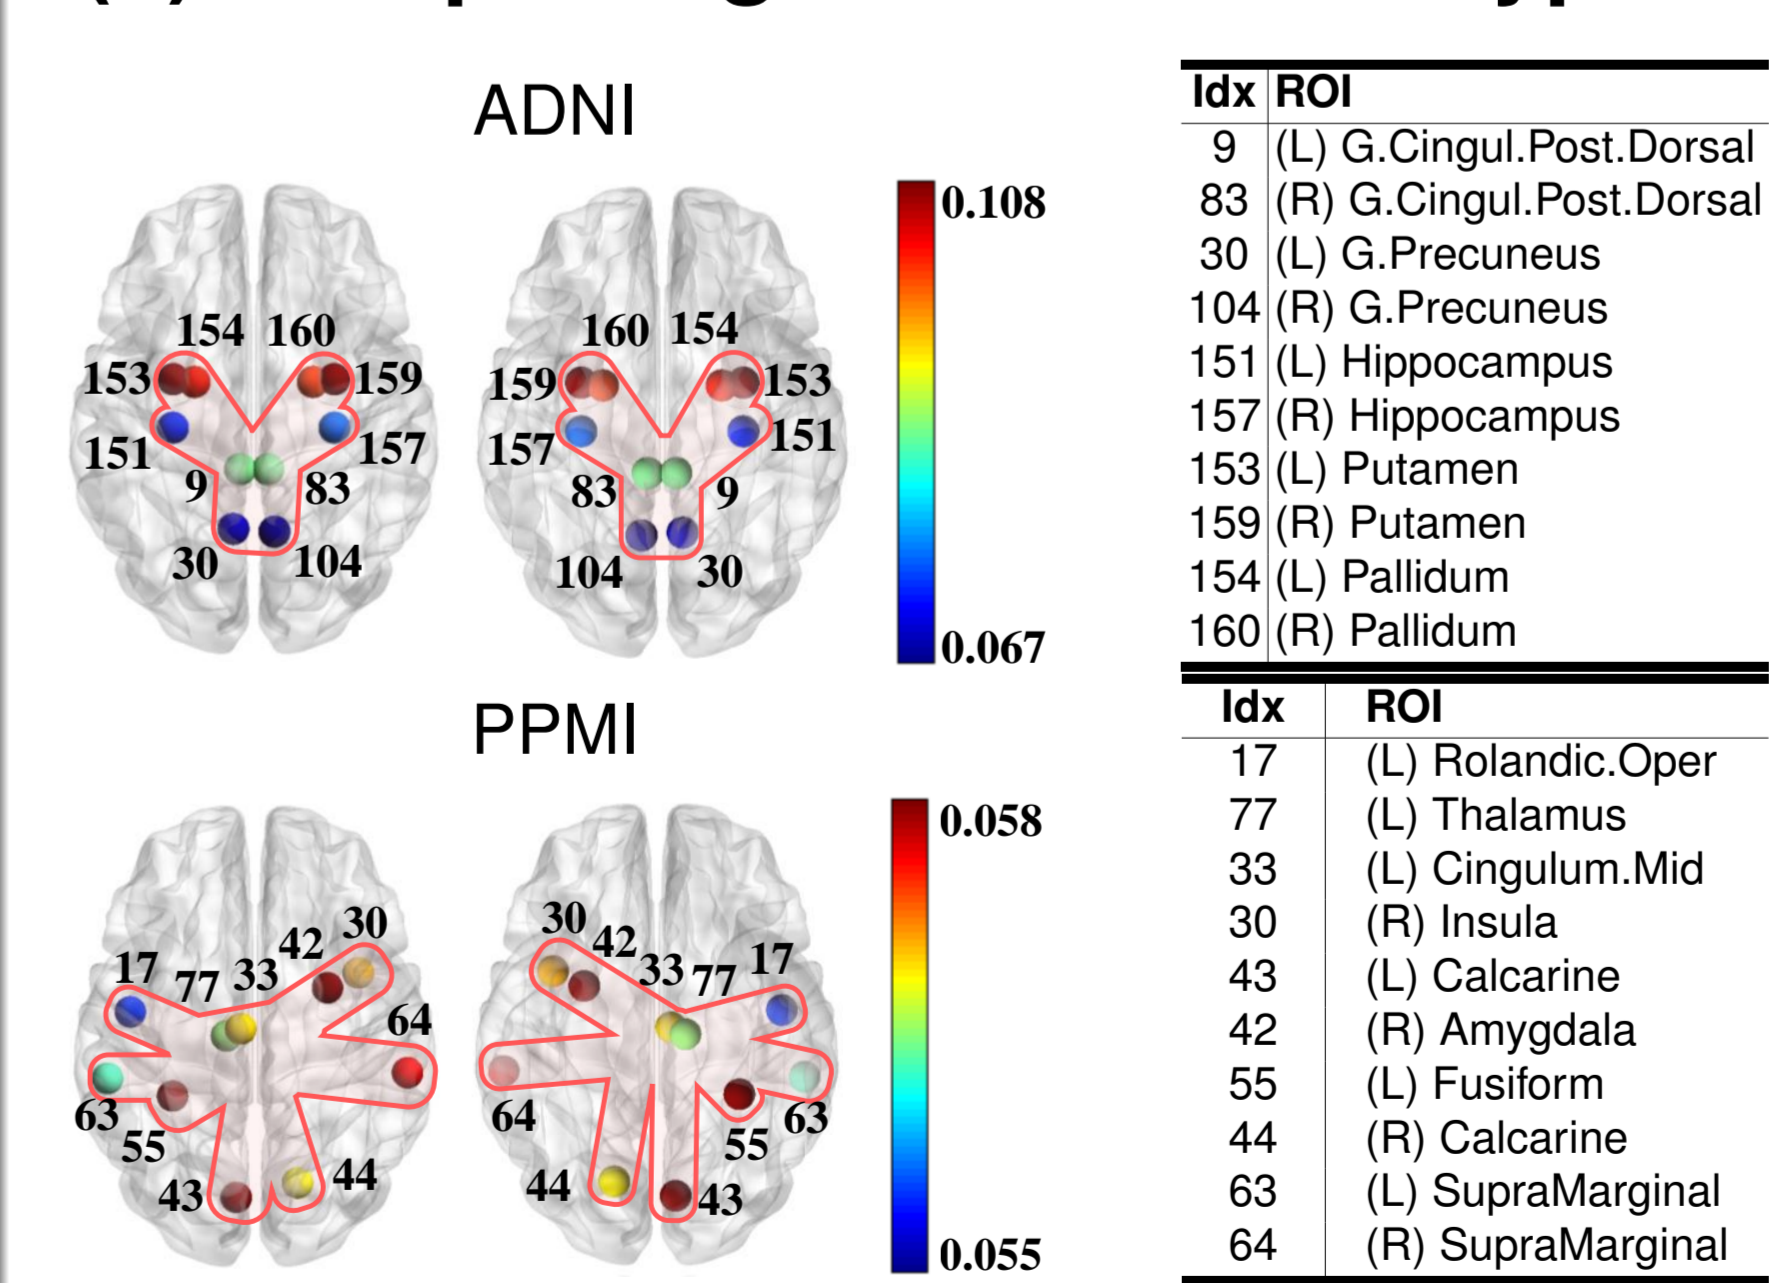 ADNI
154 160
153 159
151 157
9 83
30 104
160 154
159 153
157 151
83 9
104 30
0.108
0.067
Idx ROI
9 (L) G.Cingul.Post.Dorsal
83 (R) G.Cingul.Post.Dorsal
30 (L) G.Precuneus
104 (R) G.Precuneus
151 (L) Hippocampus
157 (R) Hippocampus
153 (L) Putamen
159 (R) Putamen
154 (L) Pallidum
160 (R) Pallidum
PPMI
17 77 33 42 30
64
63
55
43 44
30 42 33 77 17
64 63
55
44 43
0.058
0.055
Idx ROI
17 (L) Rolandic.Oper
77 (L) Thalamus
33 (L) Cingulum.Mid
30 (R) Insula
43 (L) Calcarine
42 (R) Amygdala
55 (L) Fusiform
44 (R) Calcarine
63 (L) SupraMarginal
64 (R) SupraMarginal